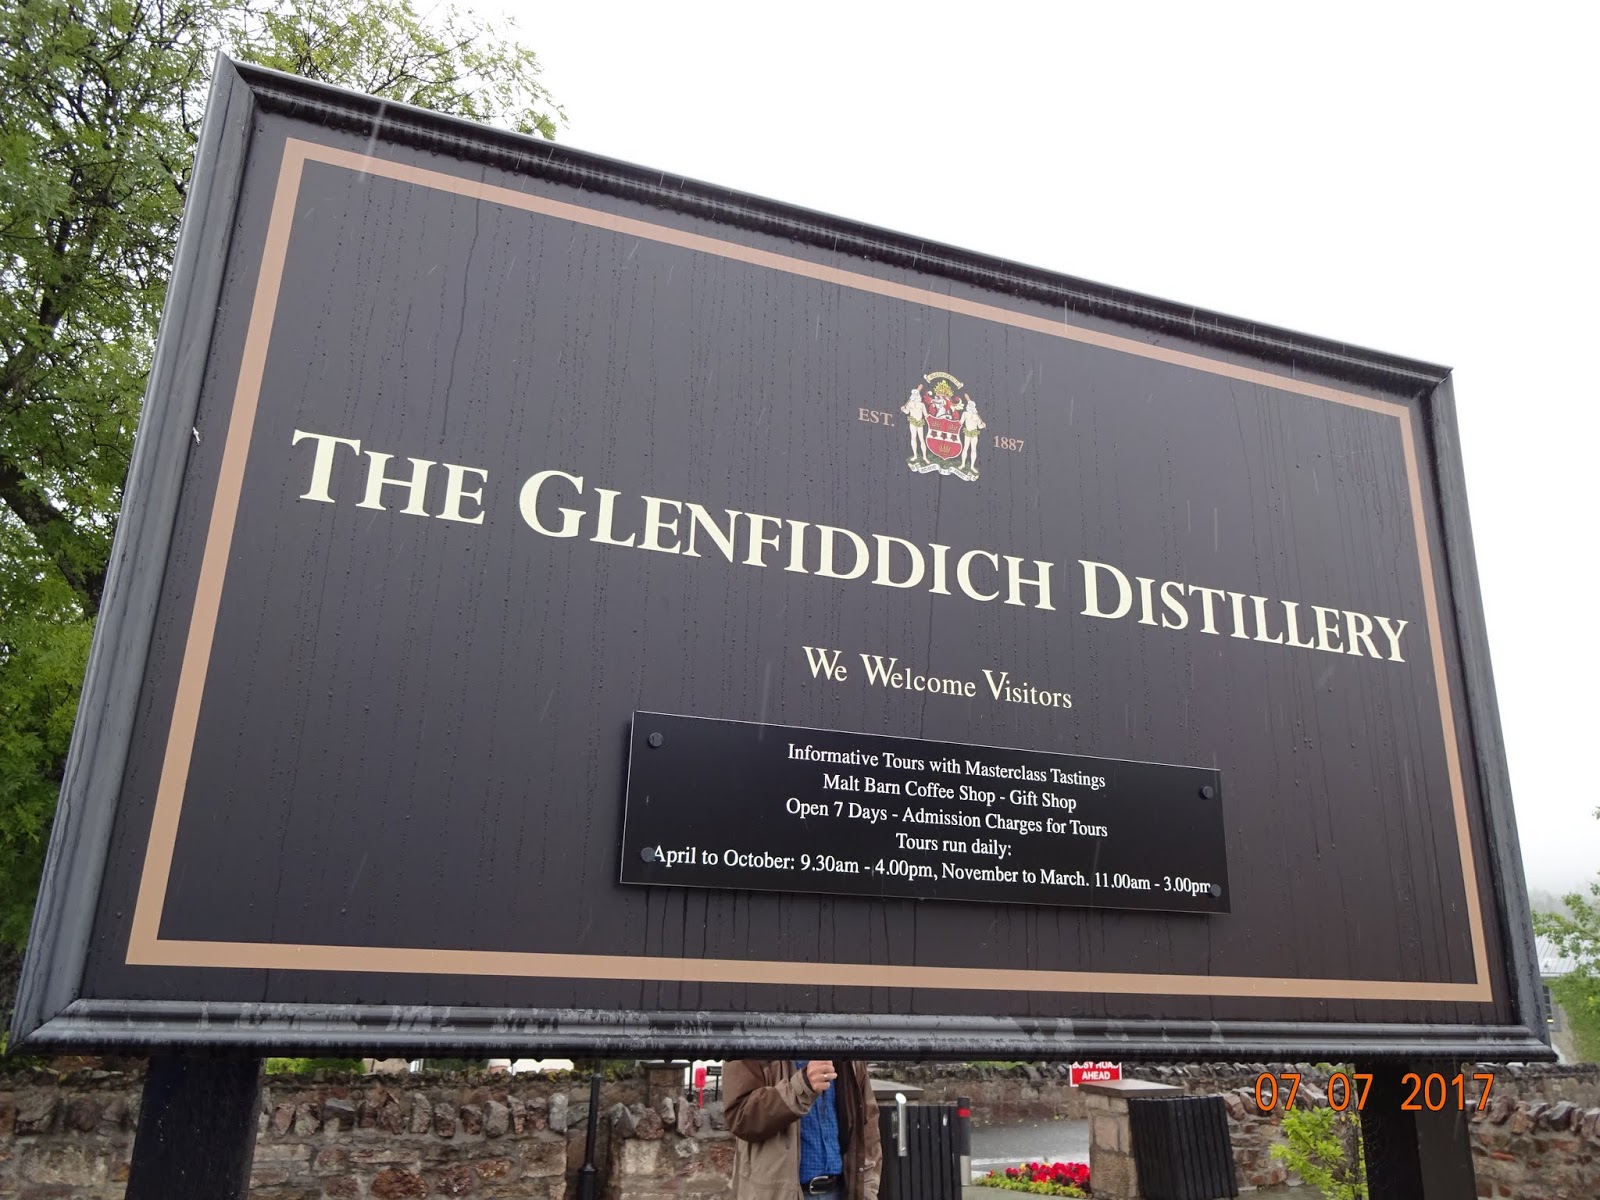 EST. 1887
THE GLENFIDDICH DISTILLERY
We Welcome Visitors
Informative Tours with Masterclass Tastings
Malt Barn Coffee Shop - Gift Shop
Open 7 Days - Admission Charges for Tours
Tours run daily:
April to October: 9.30am - 4.00pm, November to March. 11.00am - 3.00pm
BUSY ROAD
AHEAD
07 07 2017